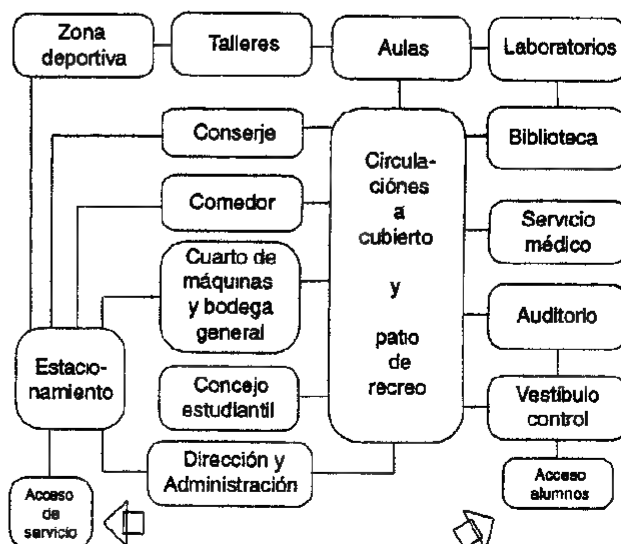 Zona
deportiva
Talleres
Aulas
Laboratorios
Conserje
Circula-
ciónes
a
cubierto
y
patio
de
recreo
Biblioteca
Comedor
Servicio
médico
Cuarto de
máquinas
y bodega
general
Auditorio
Estacio-
namiento
Concejo
estudiantil
Vestíbulo
control
Dirección y
Administración
Acceso
de
servicio
Acceso
alumnos